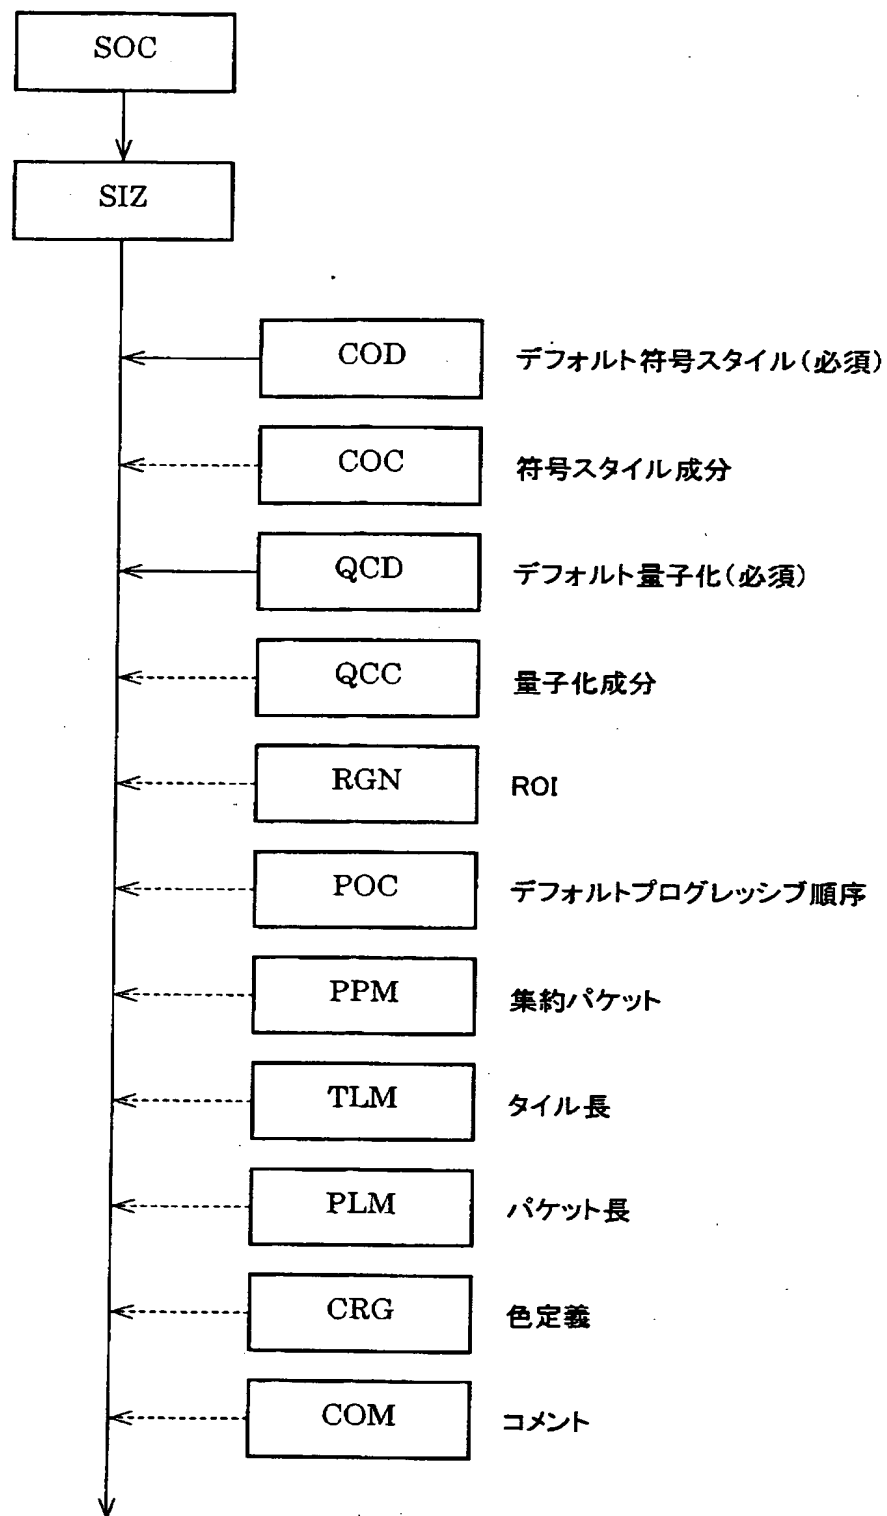 SOC
SIZ
COD デフォルト符号スタイル(必須)
COC 符号スタイル成分
QCD デフォルト量子化(必須)
QCC 量子化成分
RGN ROI
POC デフォルトプログレッシブ順序
PPM 集約パケット
TLM タイル長
PLM パケット長
CRG 色定義
COM コメント